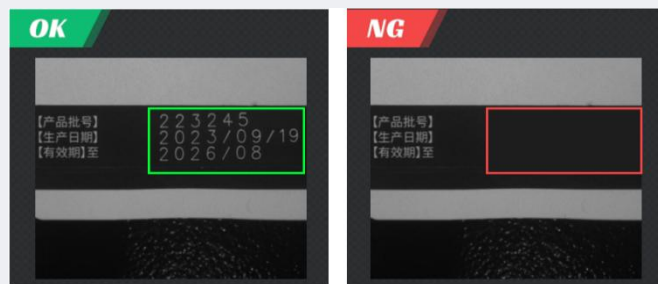 OK
【产品批号】 223245
【生产日期】 2023/09/19
【有效期】至 2026/08
NG
【产品批号】
【生产日期】
【有效期】至